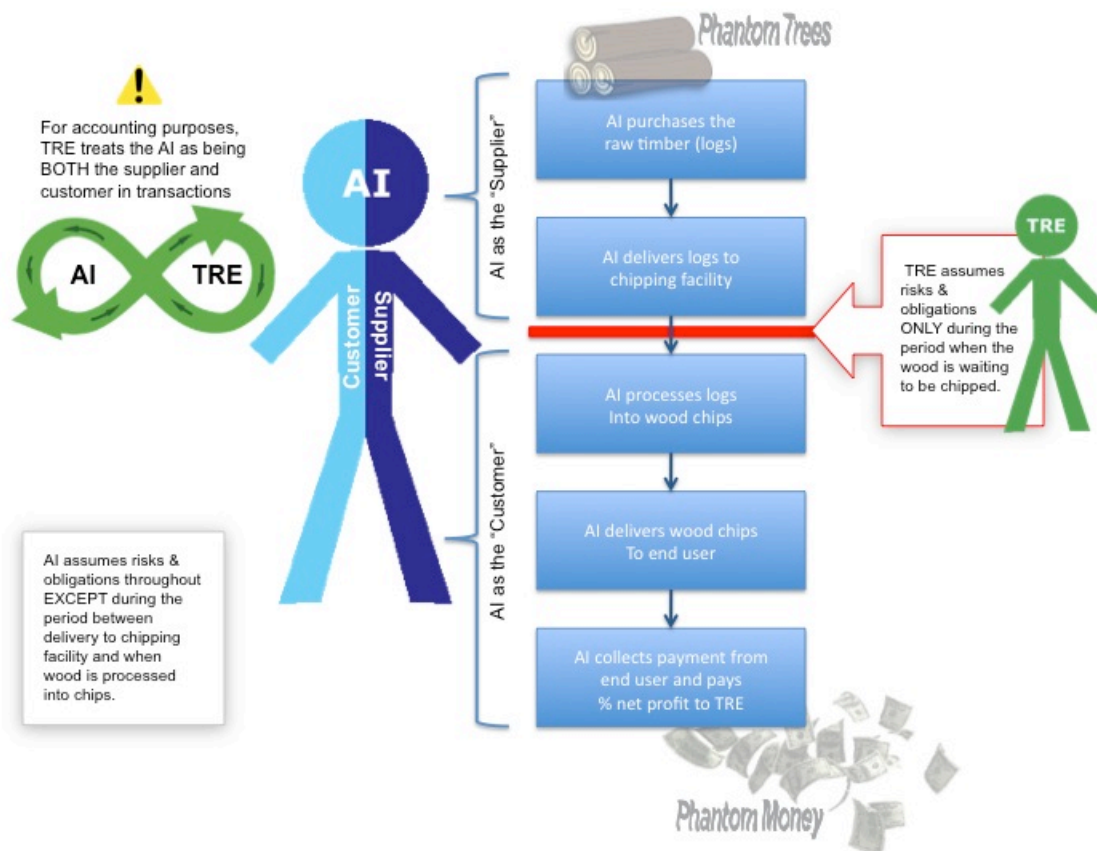 Phantom Trees
For accounting purposes,
TRE treats the AI as being
BOTH the supplier and
customer in transactions
AI
TRE
AI
Customer
Supplier
AI as the "Supplier"
AI purchases the
raw timber (logs)
AI delivers logs to
chipping facility
TRE
TRE assumes
risks &
obligations
ONLY during the
period when the
wood is waiting
to be chipped.
AI as the "Customer"
AI processes logs
Into wood chips
AI delivers wood chips
To end user
AI collects payment from
end user and pays
% net profit to TRE
AI assumes risks &
obligations throughout
EXCEPT during the
period between
delivery to chipping
facility and when
wood is processed
into chips.
Phantom Money